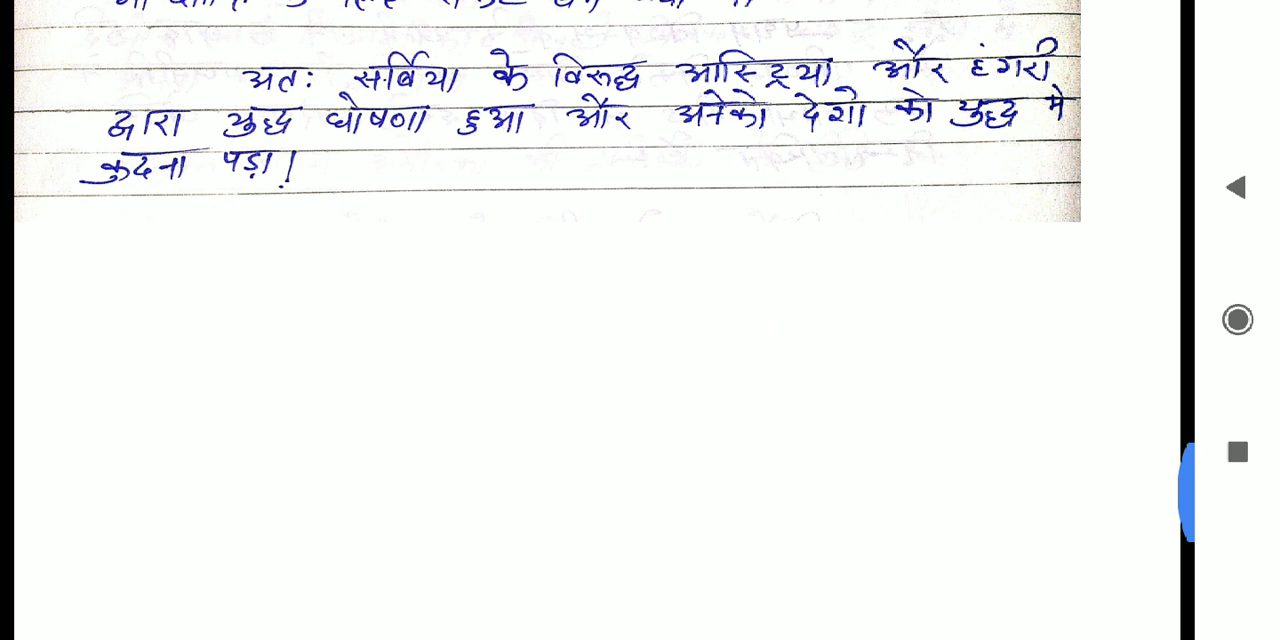 अतः सर्बिया के विरुद्ध आस्ट्रिया और हंगरी
द्वारा युद्ध घोषणा हुआ और अनेको देशो को युद्ध मे
कुदना पड़ा!